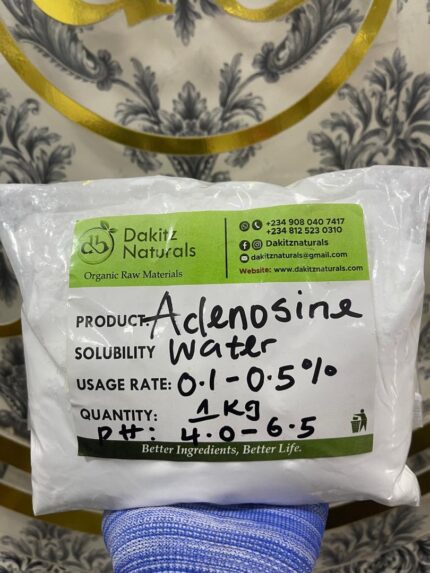 db
Dakitz
Naturals
Organic Raw Materials
+234 908 040 7417
+234 812 523 0310
Dakitznaturals
dakitznaturals@gmail.com
Website: www.dakitznaturals.com
PRODUCT: Adenosine
SOLUBILITY Water
USAGE RATE: 0.1-0.5%
QUANTITY: 1Kg
PH: 4.0-6.5
Better Ingredients, Better Life.